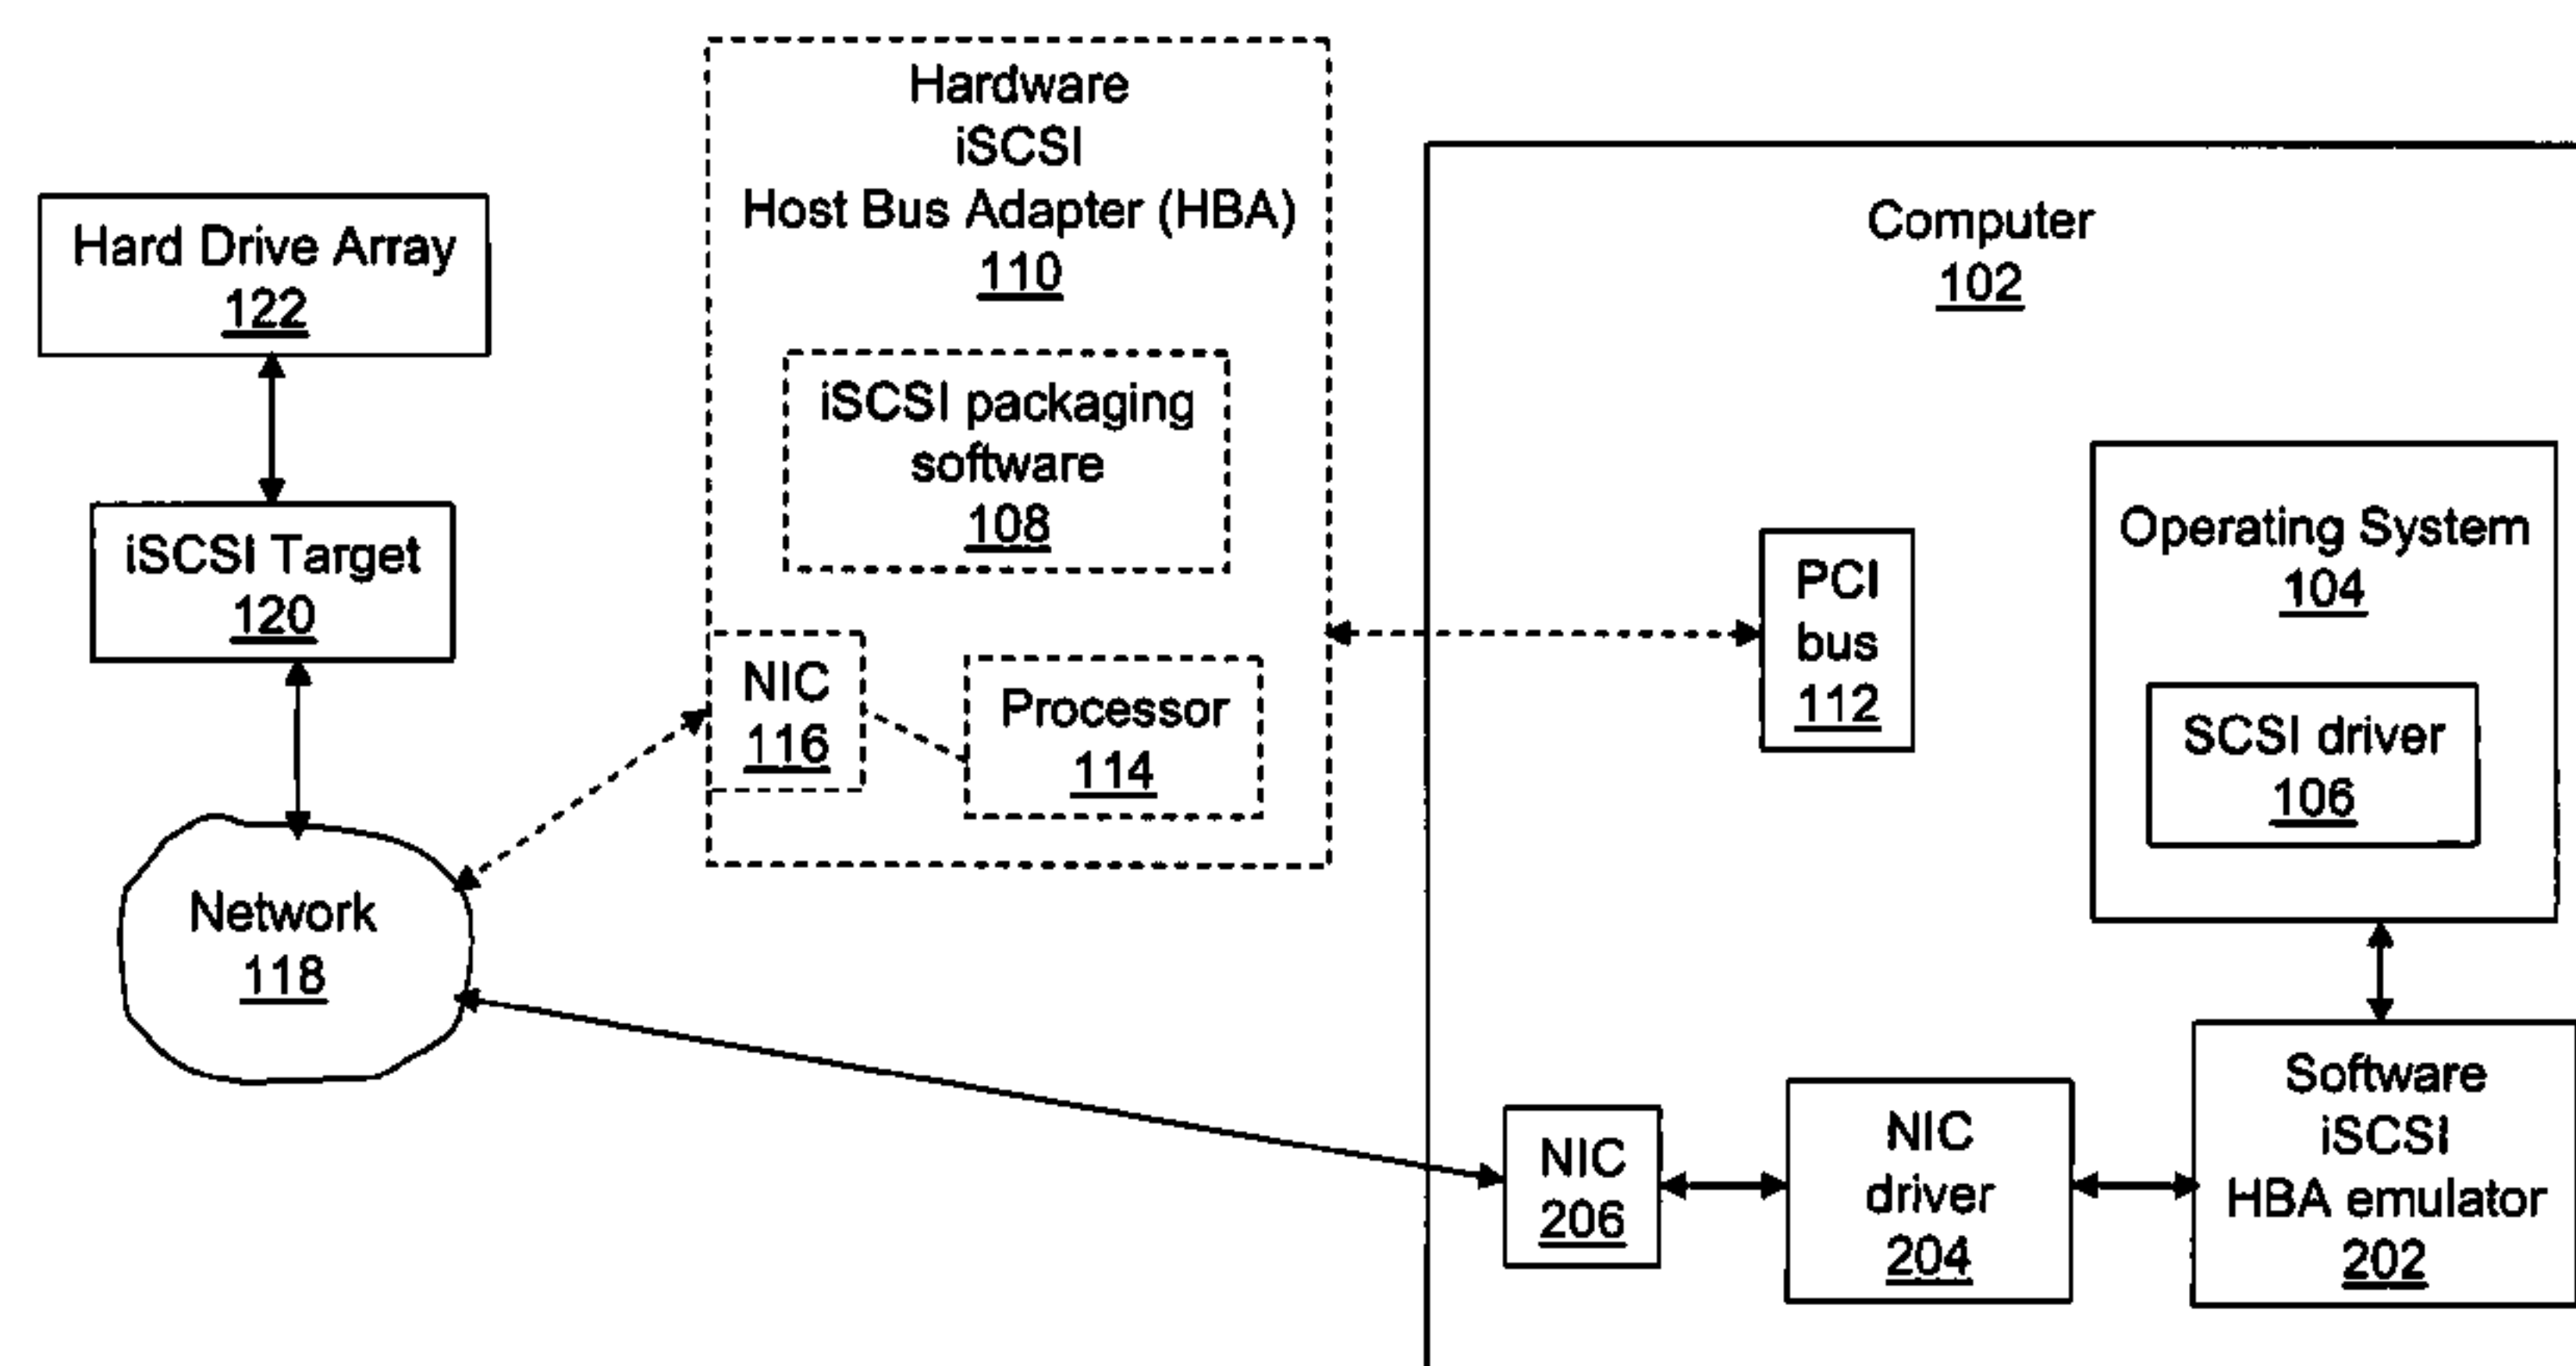 Hardware
iSCSI
Host Bus Adapter (HBA)
110
iSCSI packaging
software
108
NIC
116
Processor
114
Hard Drive Array
122
iSCSI Target
120
Network
118
Computer
102
Operating System
104
SCSI driver
106
PCI
bus
112
NIC
206
NIC
driver
204
Software
iSCSI
HBA emulator
202